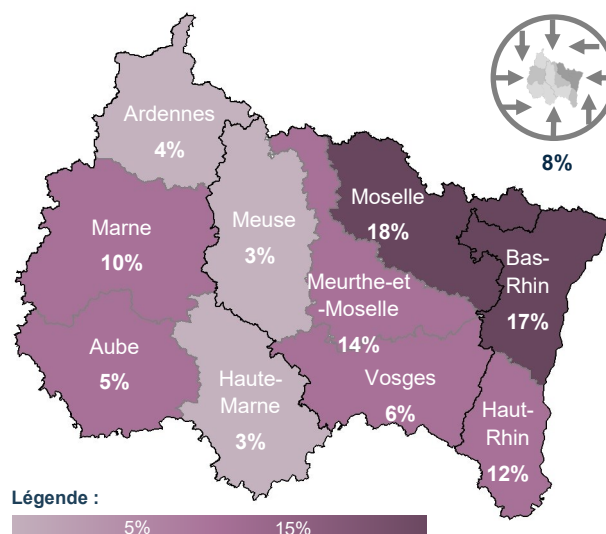 Ardennes
4%
8%
Marne
10%
Meuse
3%
Moselle
18%
Meurthe-et
-Moselle
14%
Bas-
Rhin
17%
Aube
5%
Haute-
Marne
3%
Vosges
6%
Haut-
Rhin
12%
Légende :
5%
15%